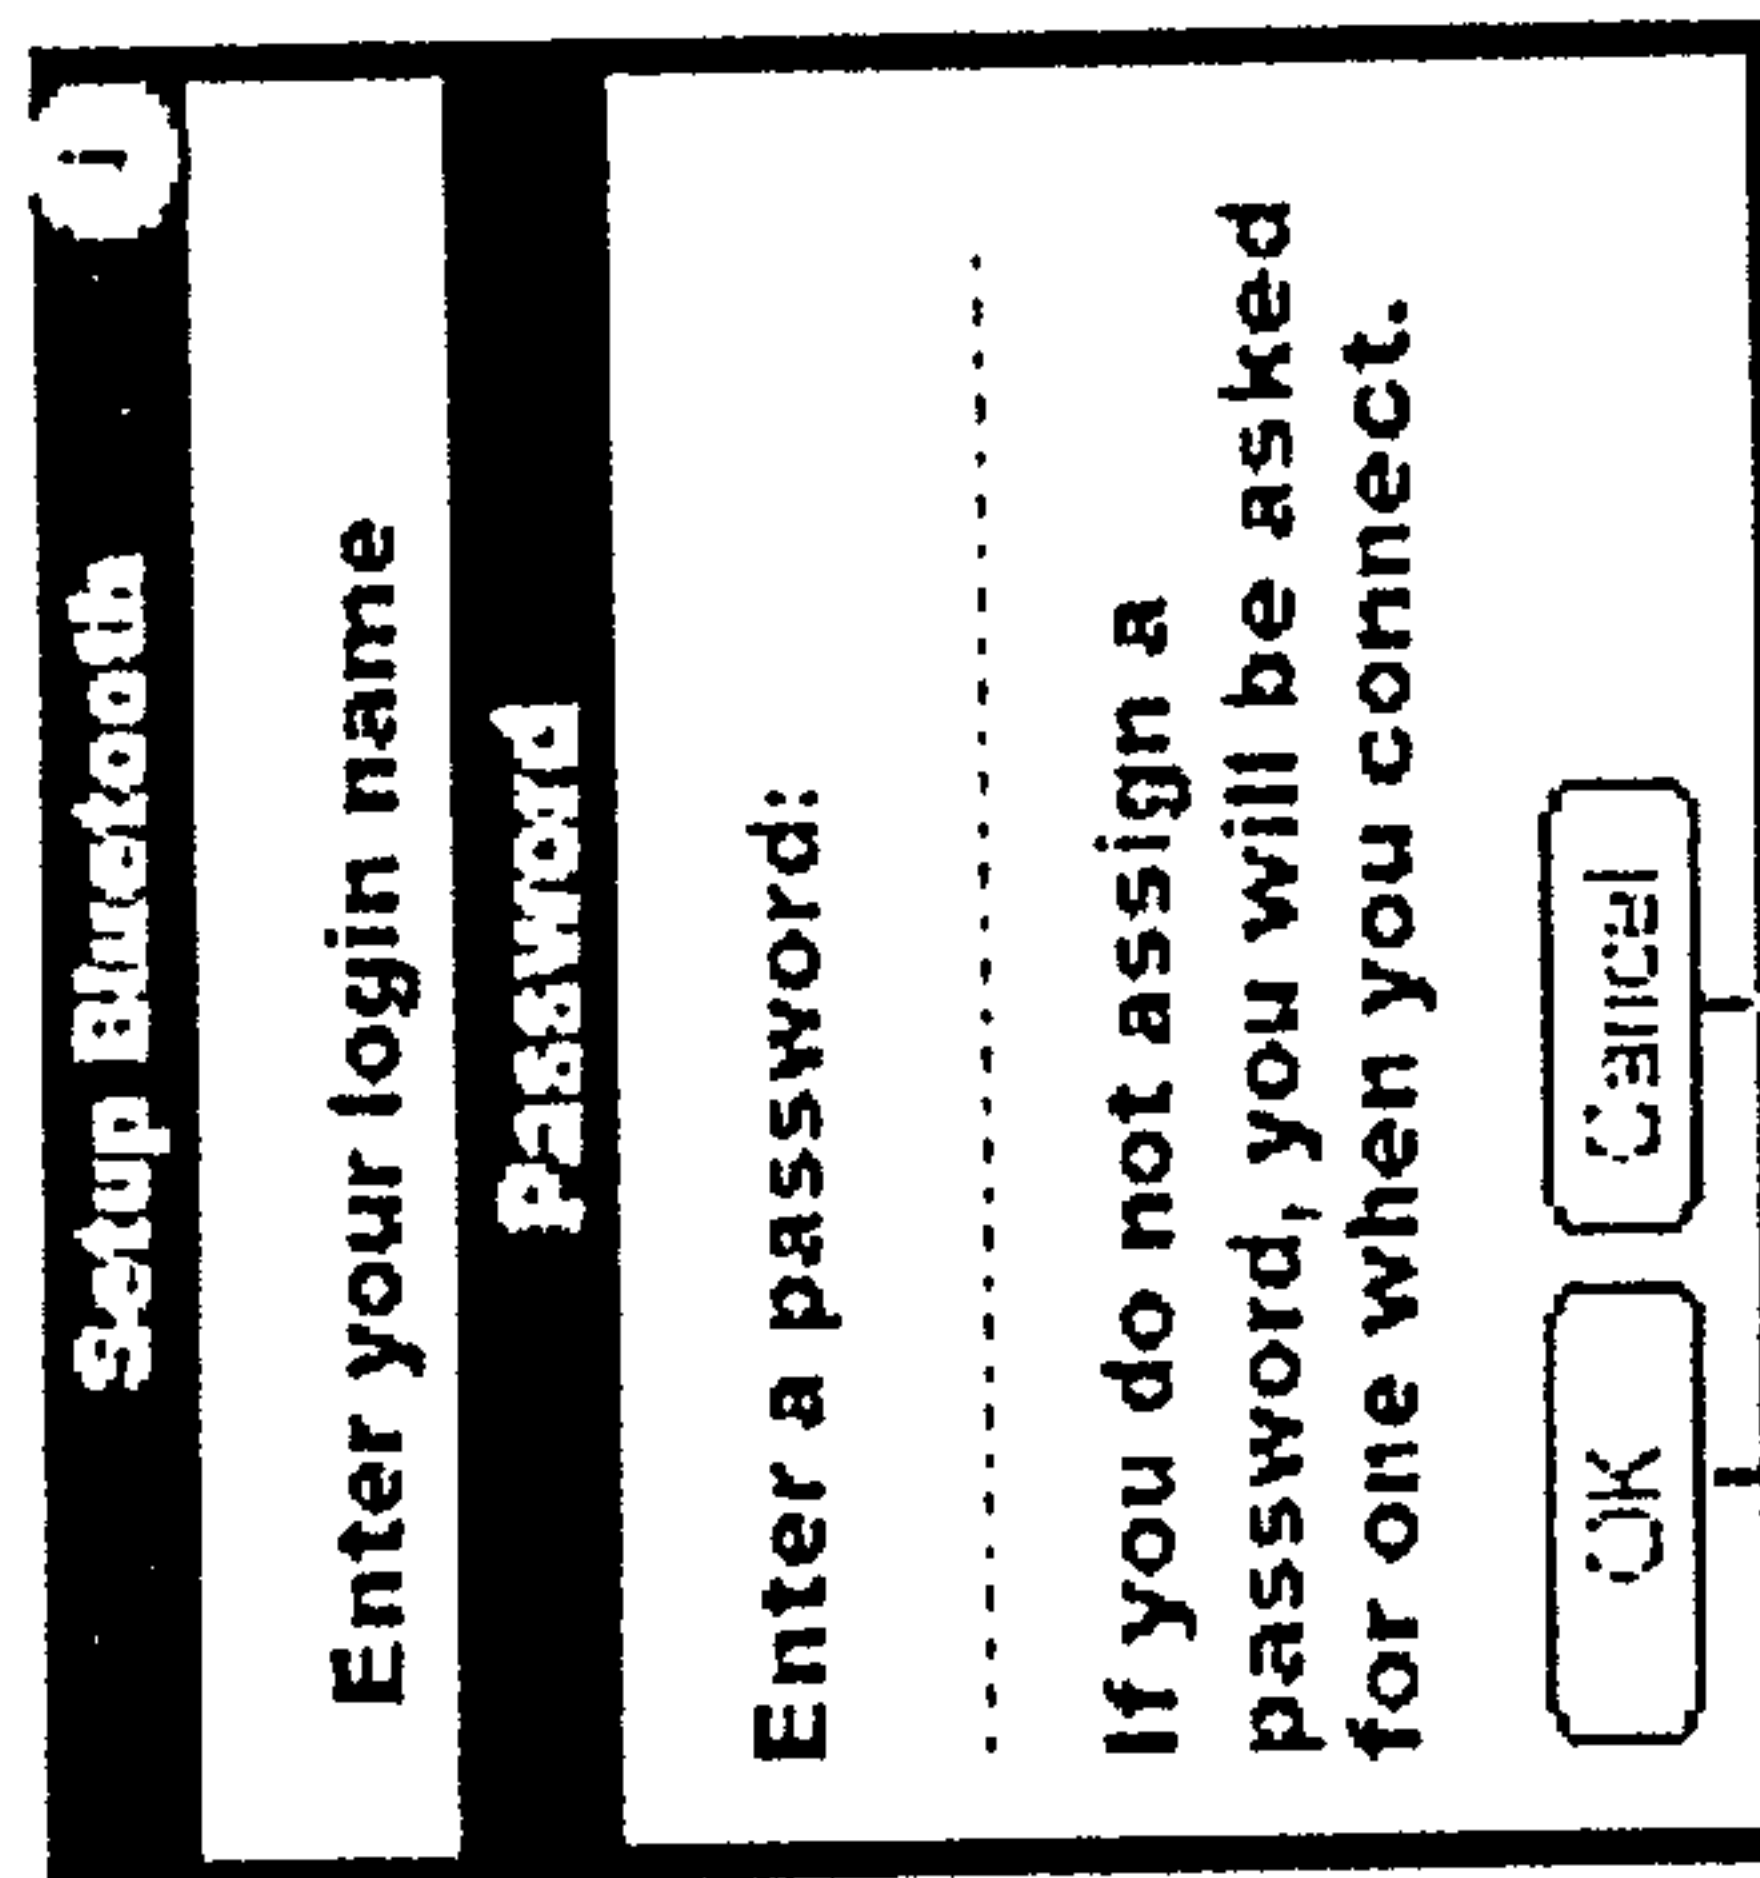 Setup Bluetooth i
Enter your login name
Password
Enter a password:
If you do not assign a
password, you will be asked
for one when you connect.
OK Cancel